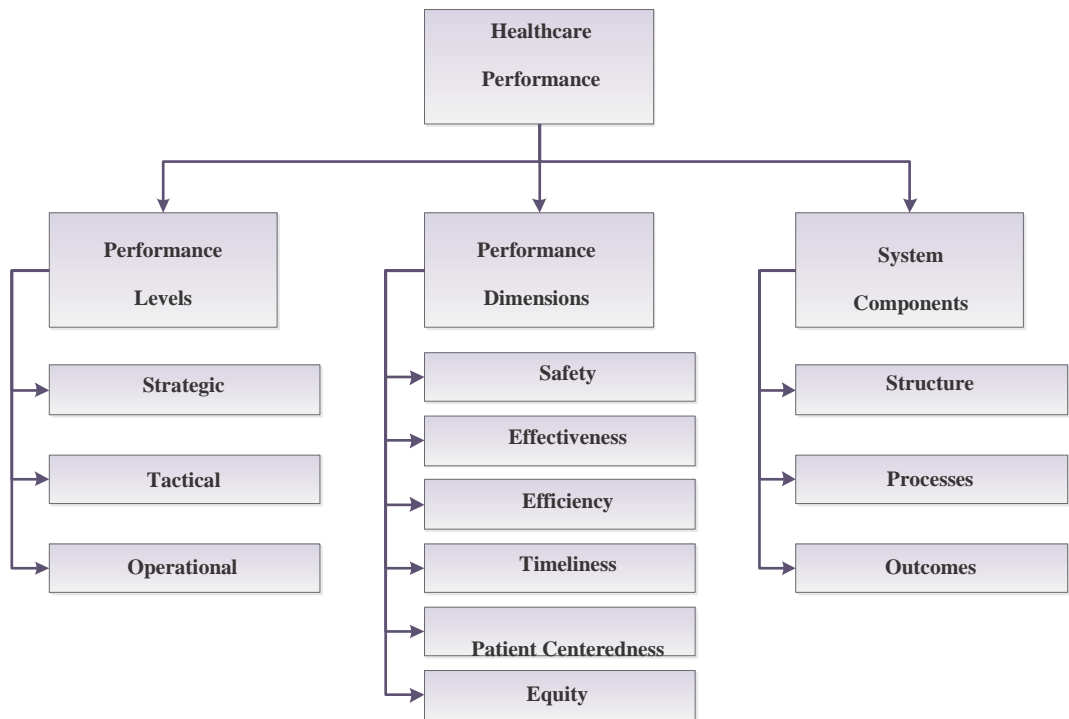 Healthcare
Performance
Performance
Levels
Strategic
Tactical
Operational
Performance
Dimensions
Safety
Effectiveness
Efficiency
Timeliness
Patient Centeredness
Equity
System
Components
Structure
Processes
Outcomes